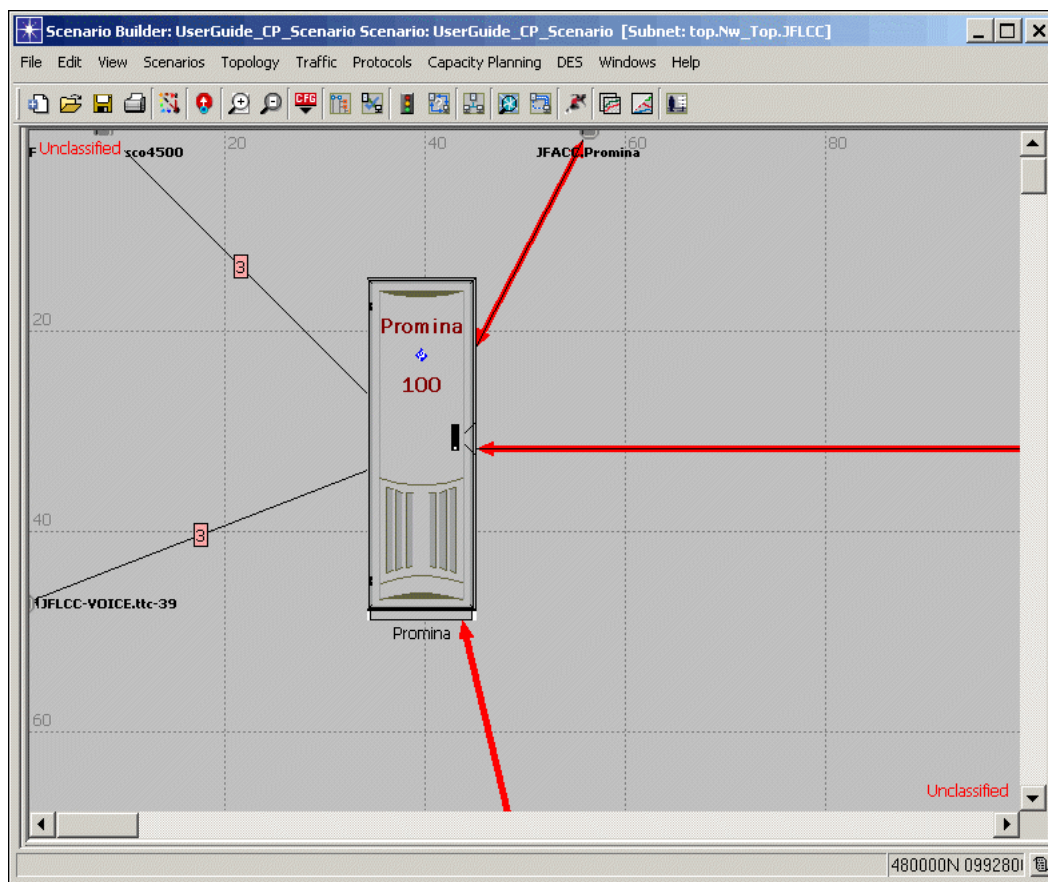 Scenario Builder: UserGuide_CP_Scenario Scenario: UserGuide_CP_Scenario [Subnet: top.Nw_Top.JFLCC]
File Edit View Scenarios Topology Traffic Protocols Capacity Planning DES Windows Help
CFG
20 40 60 80
Unclassified sco4500 JFACC.Promina
3
20
Promina
100
40
3
JFLCC-VOICE.ttc-39
Promina
60
Unclassified
480000N 099280